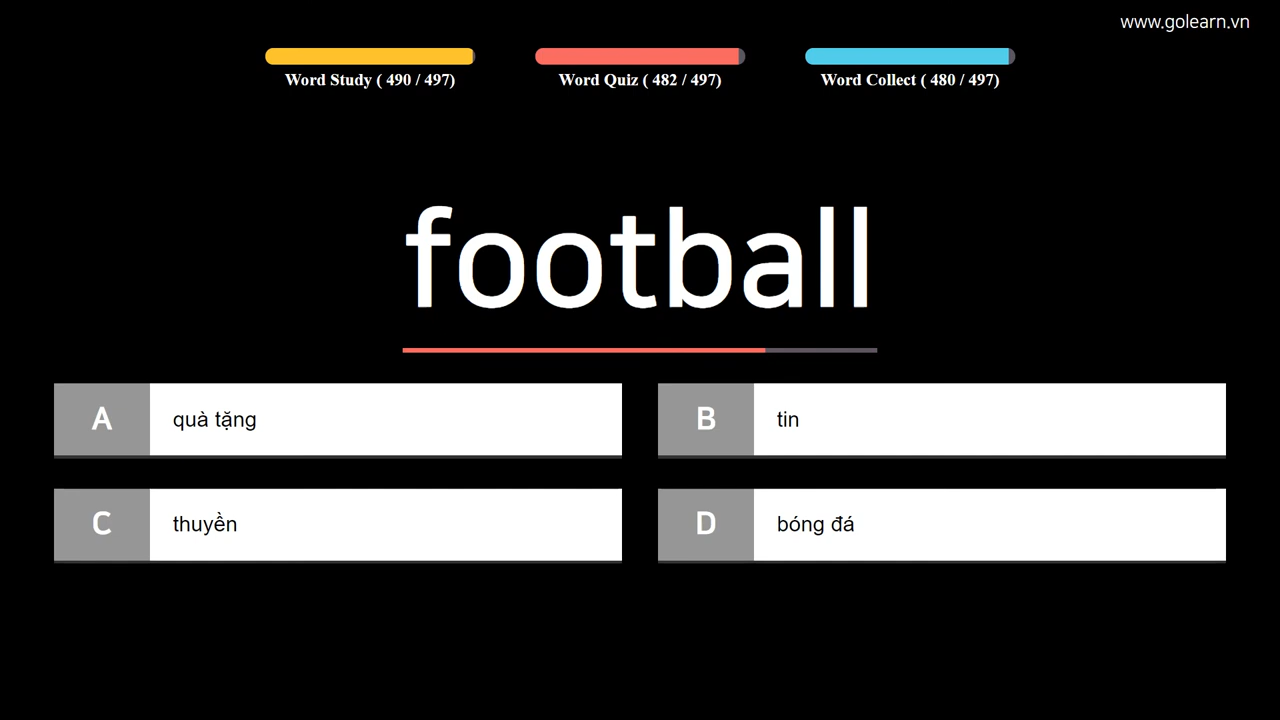 www.golearn.vn
Word Study ( 490 / 497)
Word Quiz ( 482 / 497)
Word Collect ( 480 / 497)
football
A quà tặng
B tin
C thuyền
D bóng đá